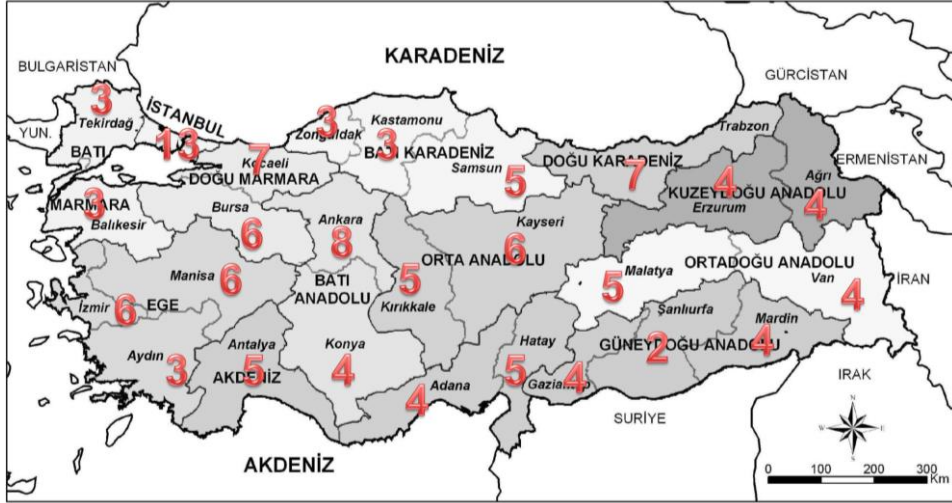 KARADENİZ
BULGARİSTAN
GÜRCİSTAN
3
İSTANBUL
3
Kastamonu
Tekirdağ
Zonguldak
Trabzon
YUN.
BATI
13
3
BATI KARADENİZ
ERMENİSTAN
7
Kocaeli
Samsun
DOĞU KARADENİZ
DOĞU MARMARA
5
7
4
Ağrı
KUZEYDOĞU ANADOLU
MARMARA
3
Bursa
Erzurum
4
Balıkesir
Ankara
Kayseri
6
8
ORTA ANADOLU
6
ORTADOĞU ANADOLU
Manisa
6
BATI
ANADOLU
5
Malatya
5
Van
İRAN
İzmir
6
EGE
Kırıkkale
Şanlıurfa
Mardin
4
Aydın
3
Antalya
Konya
Hatay
GÜNEYDOĞU ANADOLU
2
4
5
AKDENİZ
4
Adana
5
Gaziantep
4
4
IRAK
SURİYE
AKDENİZ
N
W
E
S
0 100 200 300
Km